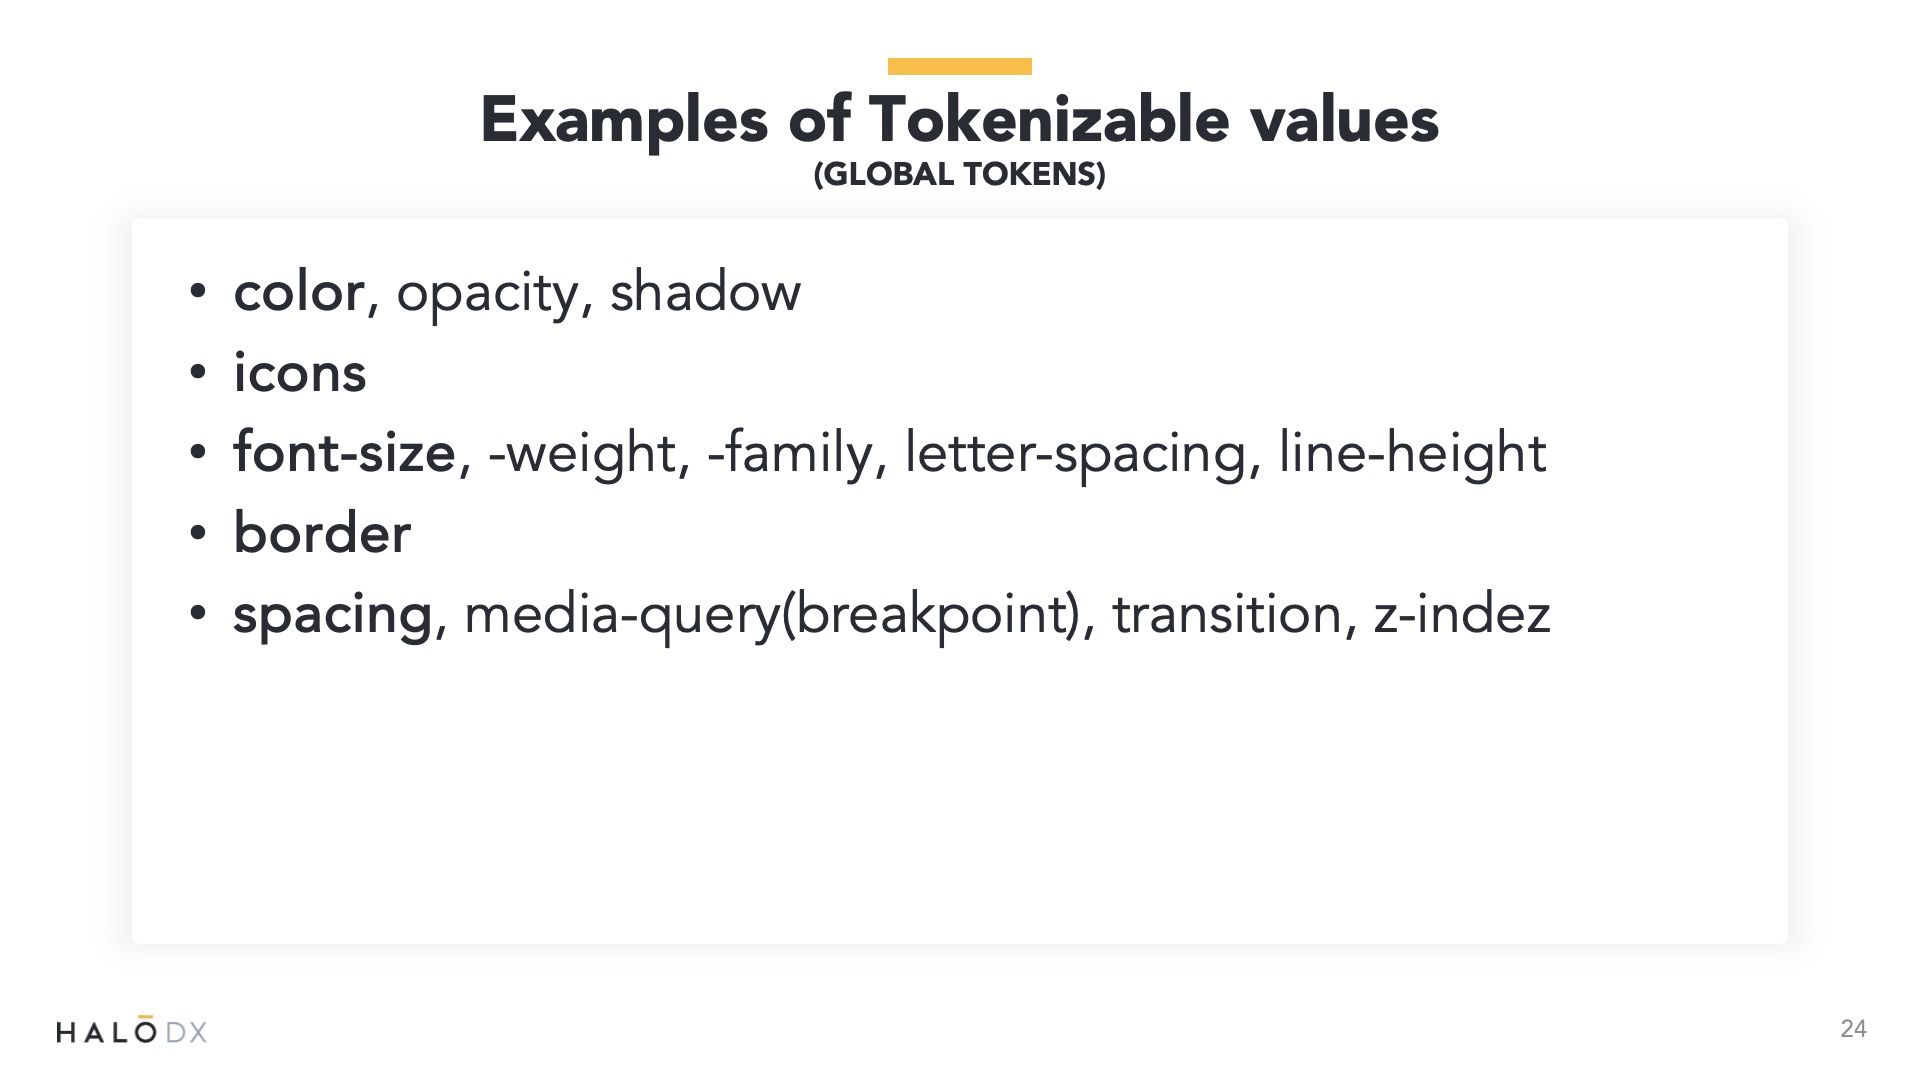 Examples of Tokenizable values
(GLOBAL TOKENS)
• color, opacity, shadow
• icons
• font-size, -weight, -family, letter-spacing, line-height
• border
• spacing, media-query(breakpoint), transition, z-indez
HALŌDX
24